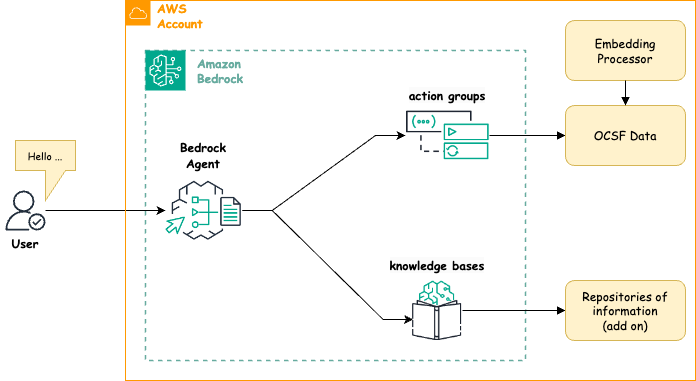 AWS
Account
Amazon
Bedrock
Embedding
Processor
action groups
(...)
OCSF Data
Bedrock
Agent
Hello ...
User
knowledge bases
Repositories of
information
(add on)